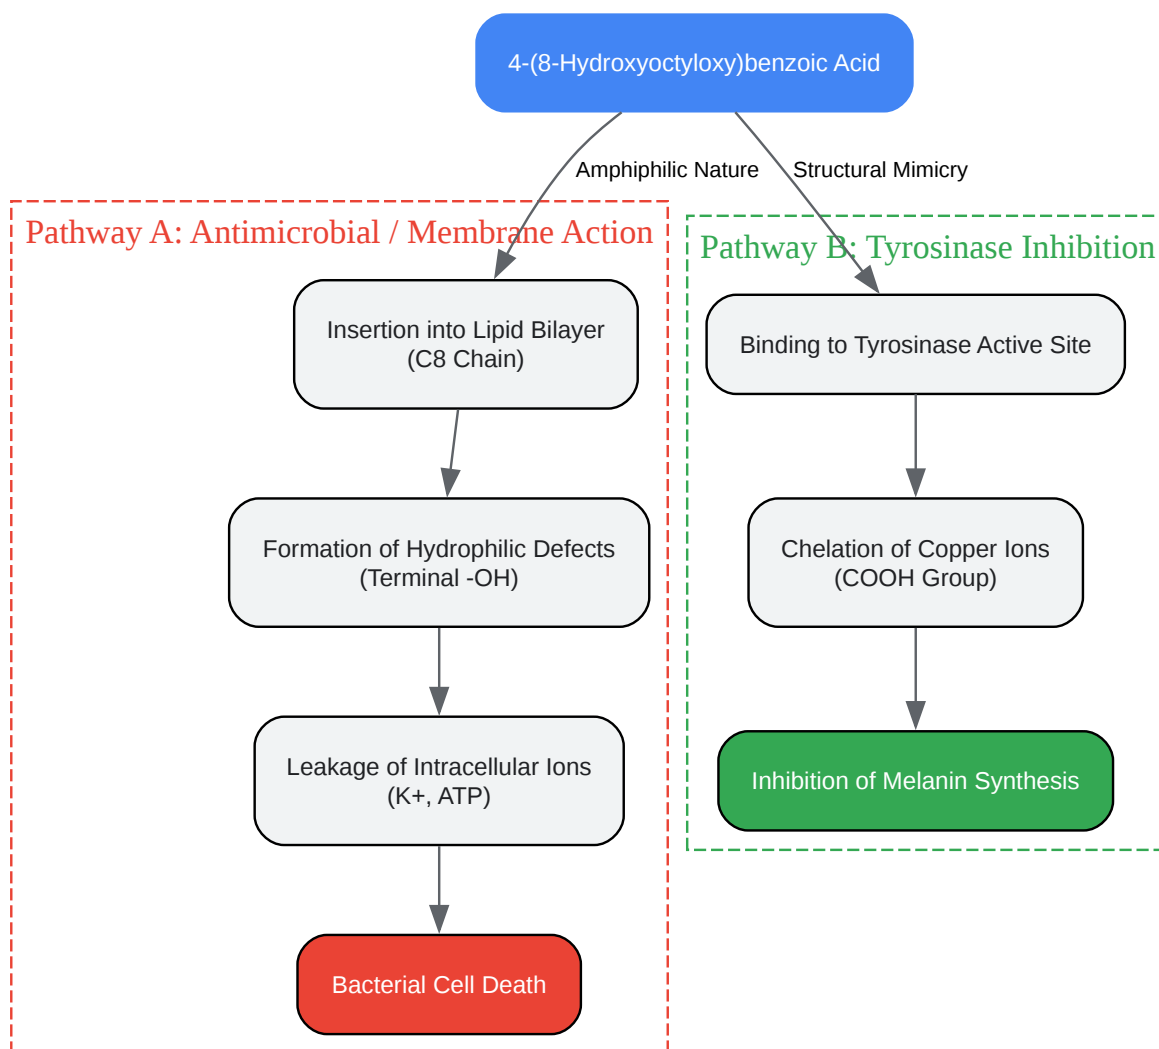 4-(8-Hydroxyoctyloxy)benzoic Acid
Amphiphilic Nature
Structural Mimicry
Pathway A: Antimicrobial / Membrane Action
Insertion into Lipid Bilayer
(C8 Chain)
Formation of Hydrophilic Defects
(Terminal -OH)
Leakage of Intracellular Ions
(K+, ATP)
Bacterial Cell Death
Pathway B: Tyrosinase Inhibition
Binding to Tyrosinase Active Site
Chelation of Copper Ions
(COOH Group)
Inhibition of Melanin Synthesis